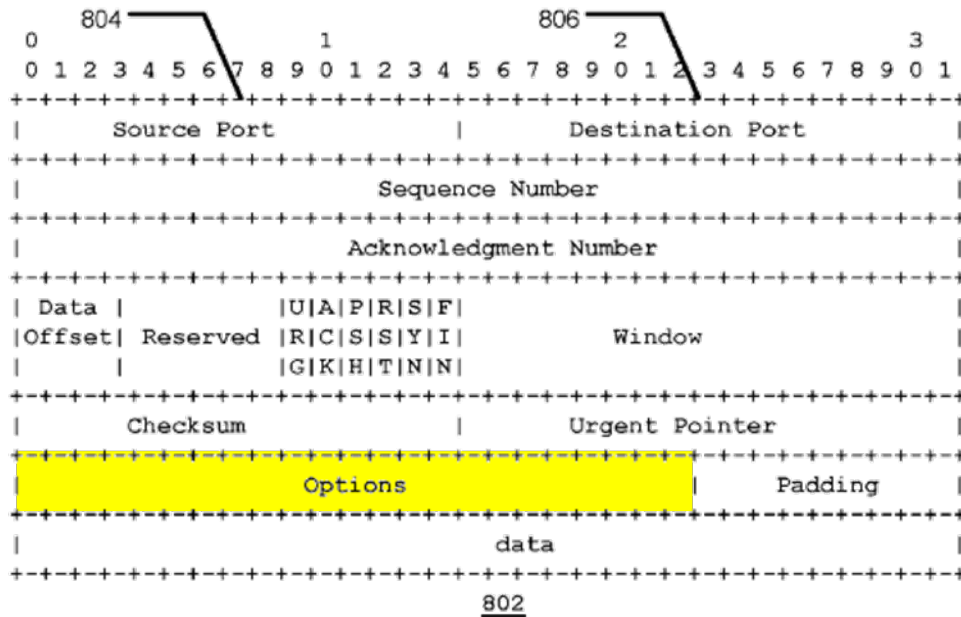 804 806
0 1 2 3
0 1 2 3 4 5 6 7 8 9 0 1 2 3 4 5 6 7 8 9 0 1 2 3 4 5 6 7 8 9 0 1
+-+-+-+-+-+-+-+-+-+-+-+-+-+-+-+-+-+-+-+-+-+-+-+-+-+-+-+-+-+-+-+-+
| Source Port | Destination Port |
+-+-+-+-+-+-+-+-+-+-+-+-+-+-+-+-+-+-+-+-+-+-+-+-+-+-+-+-+-+-+-+-+
| Sequence Number |
+-+-+-+-+-+-+-+-+-+-+-+-+-+-+-+-+-+-+-+-+-+-+-+-+-+-+-+-+-+-+-+-+
| Acknowledgment Number |
+-+-+-+-+-+-+-+-+-+-+-+-+-+-+-+-+-+-+-+-+-+-+-+-+-+-+-+-+-+-+-+-+
| Data | |U|A|P|R|S|F| |
|Offset| Reserved |R|C|S|S|Y|I| Window |
| | |G|K|H|T|N|N| |
+-+-+-+-+-+-+-+-+-+-+-+-+-+-+-+-+-+-+-+-+-+-+-+-+-+-+-+-+-+-+-+-+
| Checksum | Urgent Pointer |
+-+-+-+-+-+-+-+-+-+-+-+-+-+-+-+-+-+-+-+-+-+-+-+-+-+-+-+-+-+-+-+-+
| Options | Padding |
+-+-+-+-+-+-+-+-+-+-+-+-+-+-+-+-+-+-+-+-+-+-+-+-+-+-+-+-+-+-+-+-+
| data |
+-+-+-+-+-+-+-+-+-+-+-+-+-+-+-+-+-+-+-+-+-+-+-+-+-+-+-+-+-+-+-+-+
802